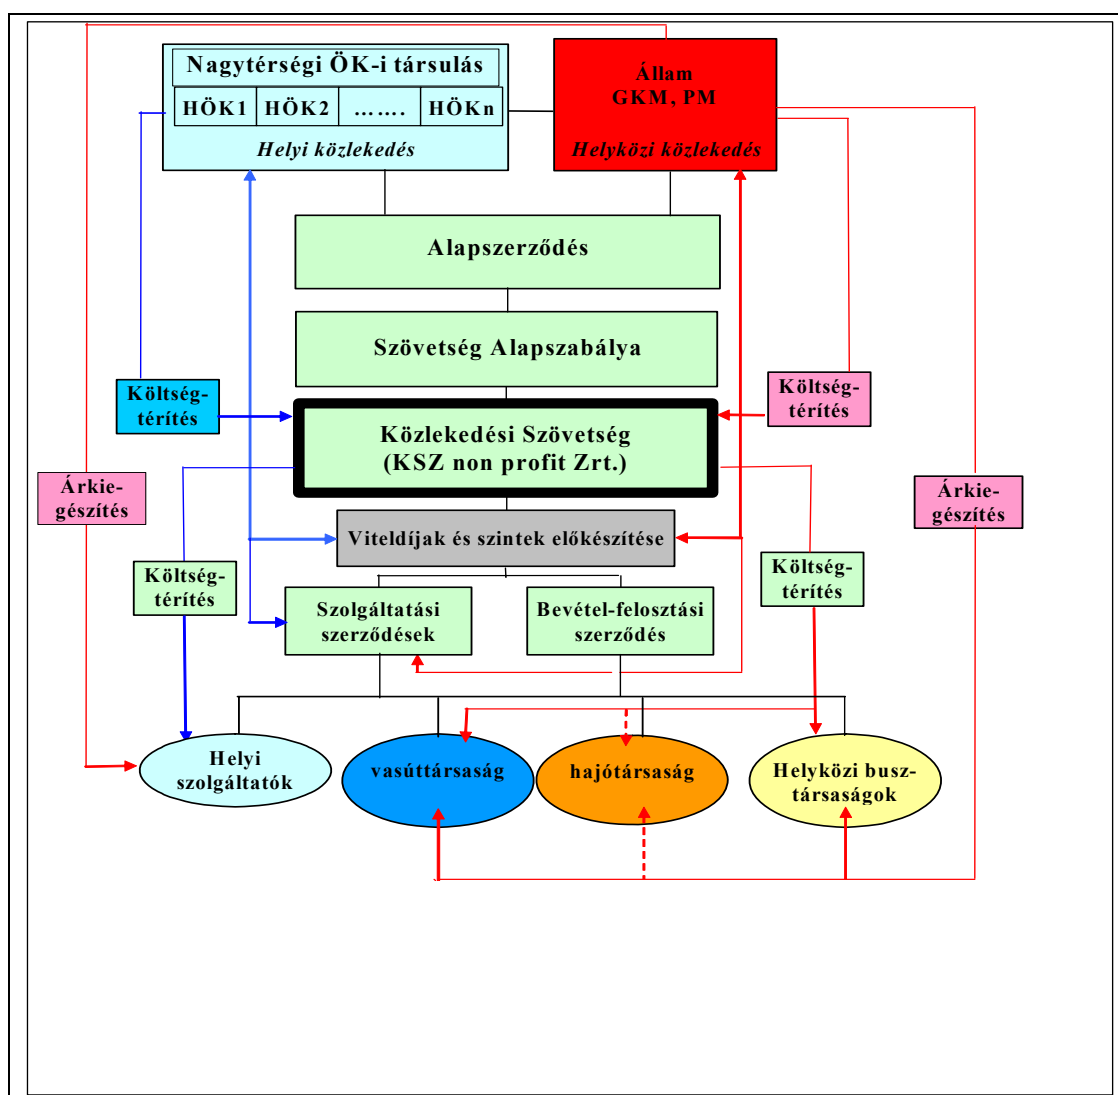 Nagytérségi ÖK-i társulás
HÖK1 HÖK2 ……. HÖKn
Helyi közlekedés
Állam
GKM, PM
Helyközi közlekedés
Alapszerződés
Szövetség Alapszabálya
Költség-
térítés
Költség-
térítés
Közlekedési Szövetség
(KSZ non profit Zrt.)
Árkie-
gészítés
Árkie-
gészítés
Viteldíjak és szintek előkészítése
Költség-
térítés
Költség-
térítés
Szolgáltatási
szerződések
Bevétel-felosztási
szerződés
Helyi
szolgáltatók
vasúttársaság
hajótársaság
Helyközi busz-
társaságok